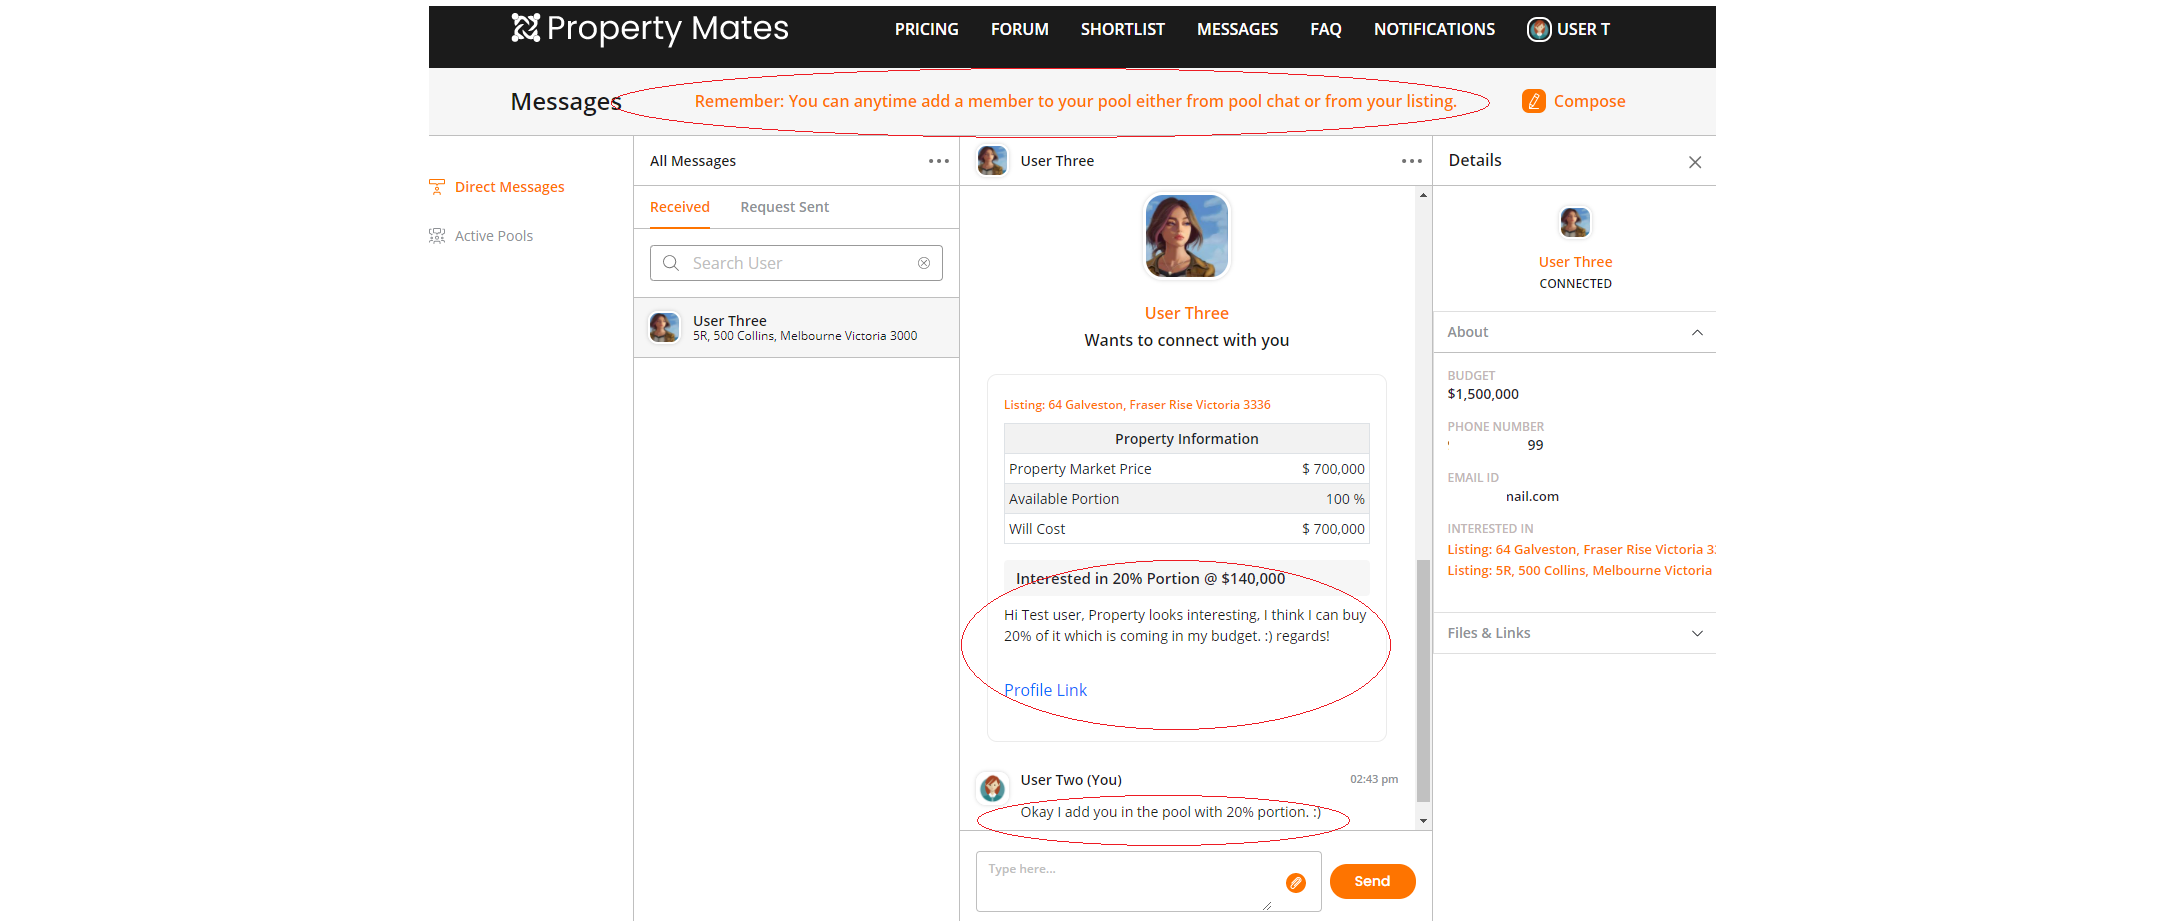 Property Mates
PRICING FORUM SHORTLIST MESSAGES FAQ NOTIFICATIONS USER T
Messages
Remember: You can anytime add a member to your pool either from pool chat or from your listing.
Compose
Direct Messages
Active Pools
All Messages
Received Request Sent
Search User
User Three
5R, 500 Collins, Melbourne Victoria 3000
User Three
User Three
Wants to connect with you
Listing: 64 Galveston, Fraser Rise Victoria 3336
Property Information
Property Market Price $ 700,000
Available Portion 100 %
Will Cost $ 700,000
Interested in 20% Portion @ $140,000
Hi Test user, Property looks interesting, I think I can buy
20% of it which is coming in my budget. :) regards!
Profile Link
User Two (You) 02:43 pm
Okay I add you in the pool with 20% portion. :)
Type here...
Send
Details
User Three
CONNECTED
About
BUDGET
$1,500,000
PHONE NUMBER
99
EMAIL ID
nail.com
INTERESTED IN
Listing: 64 Galveston, Fraser Rise Victoria 3
Listing: 5R, 500 Collins, Melbourne Victoria
Files & Links